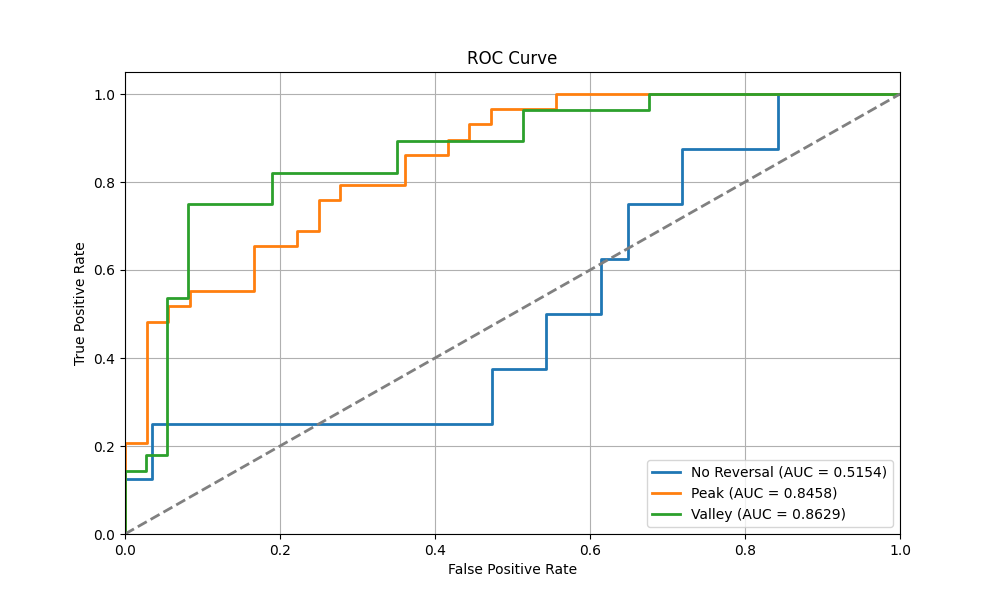 ROC Curve
True Positive Rate
1.0
0.8
0.6
0.4
0.2
0.0
No Reversal (AUC = 0.5154)
Peak (AUC = 0.8458)
Valley (AUC = 0.8629)
0.0 0.2 0.4 0.6 0.8 1.0
False Positive Rate